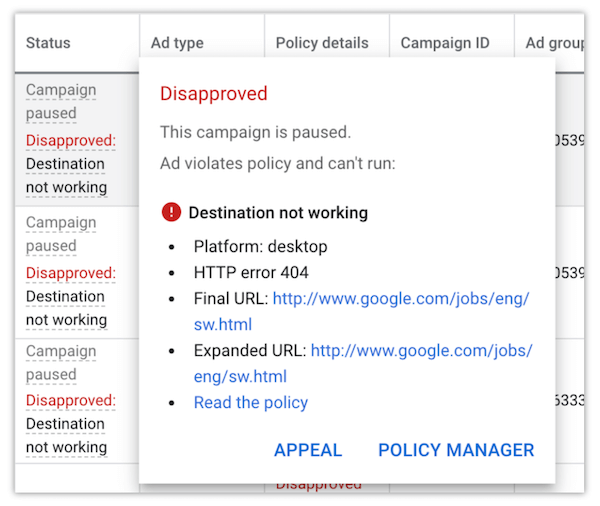 Status
Ad type
Policy details
Campaign ID
Ad group
Campaign
paused
Disapproved:
Destination
not working
Campaign
paused
Disapproved:
Destination
not working
Campaign
paused
Disapproved:
Destination
not working
Disapproved
This campaign is paused.
Ad violates policy and can't run:
Destination not working
• Platform: desktop
• HTTP error 404
• Final URL: http://www.google.com/jobs/eng/
sw.html
• Expanded URL: http://www.google.com/jobs/
eng/sw.html
• Read the policy
APPEAL
POLICY MANAGER
0539
0539
5333
Disapproved